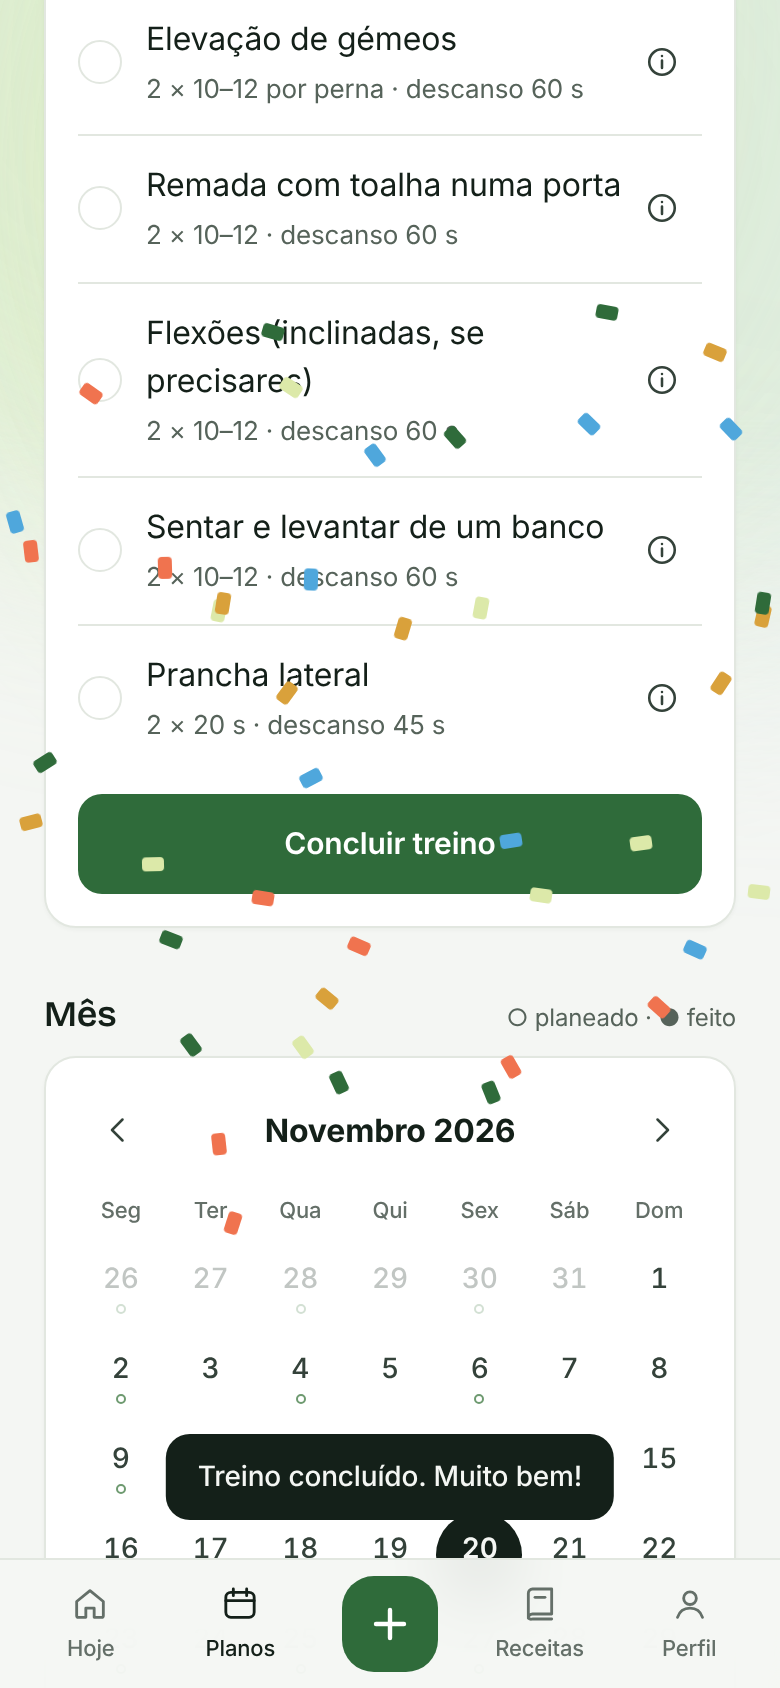 Elevação de gémeos
2 × 10–12 por perna · descanso 60 s
Remada com toalha numa porta
2 × 10–12 · descanso 60 s
Flexões (inclinadas, se
precisares)
2 × 10–12 · descanso 60
Sentar e levantar de um banco
2 × 10–12 · descanso 60 s
Prancha lateral
2 × 20 s · descanso 45 s
Concluir treino
Mês
planeado · feito
Novembro 2026
Seg Ter Qua Qui Sex Sáb Dom
26 27 28 29 30 31 1
2 3 4 5 6 7 8
9 15
Treino concluído. Muito bem!
16 17 18 19 20 21 22
Hoje Planos Receitas Perfil